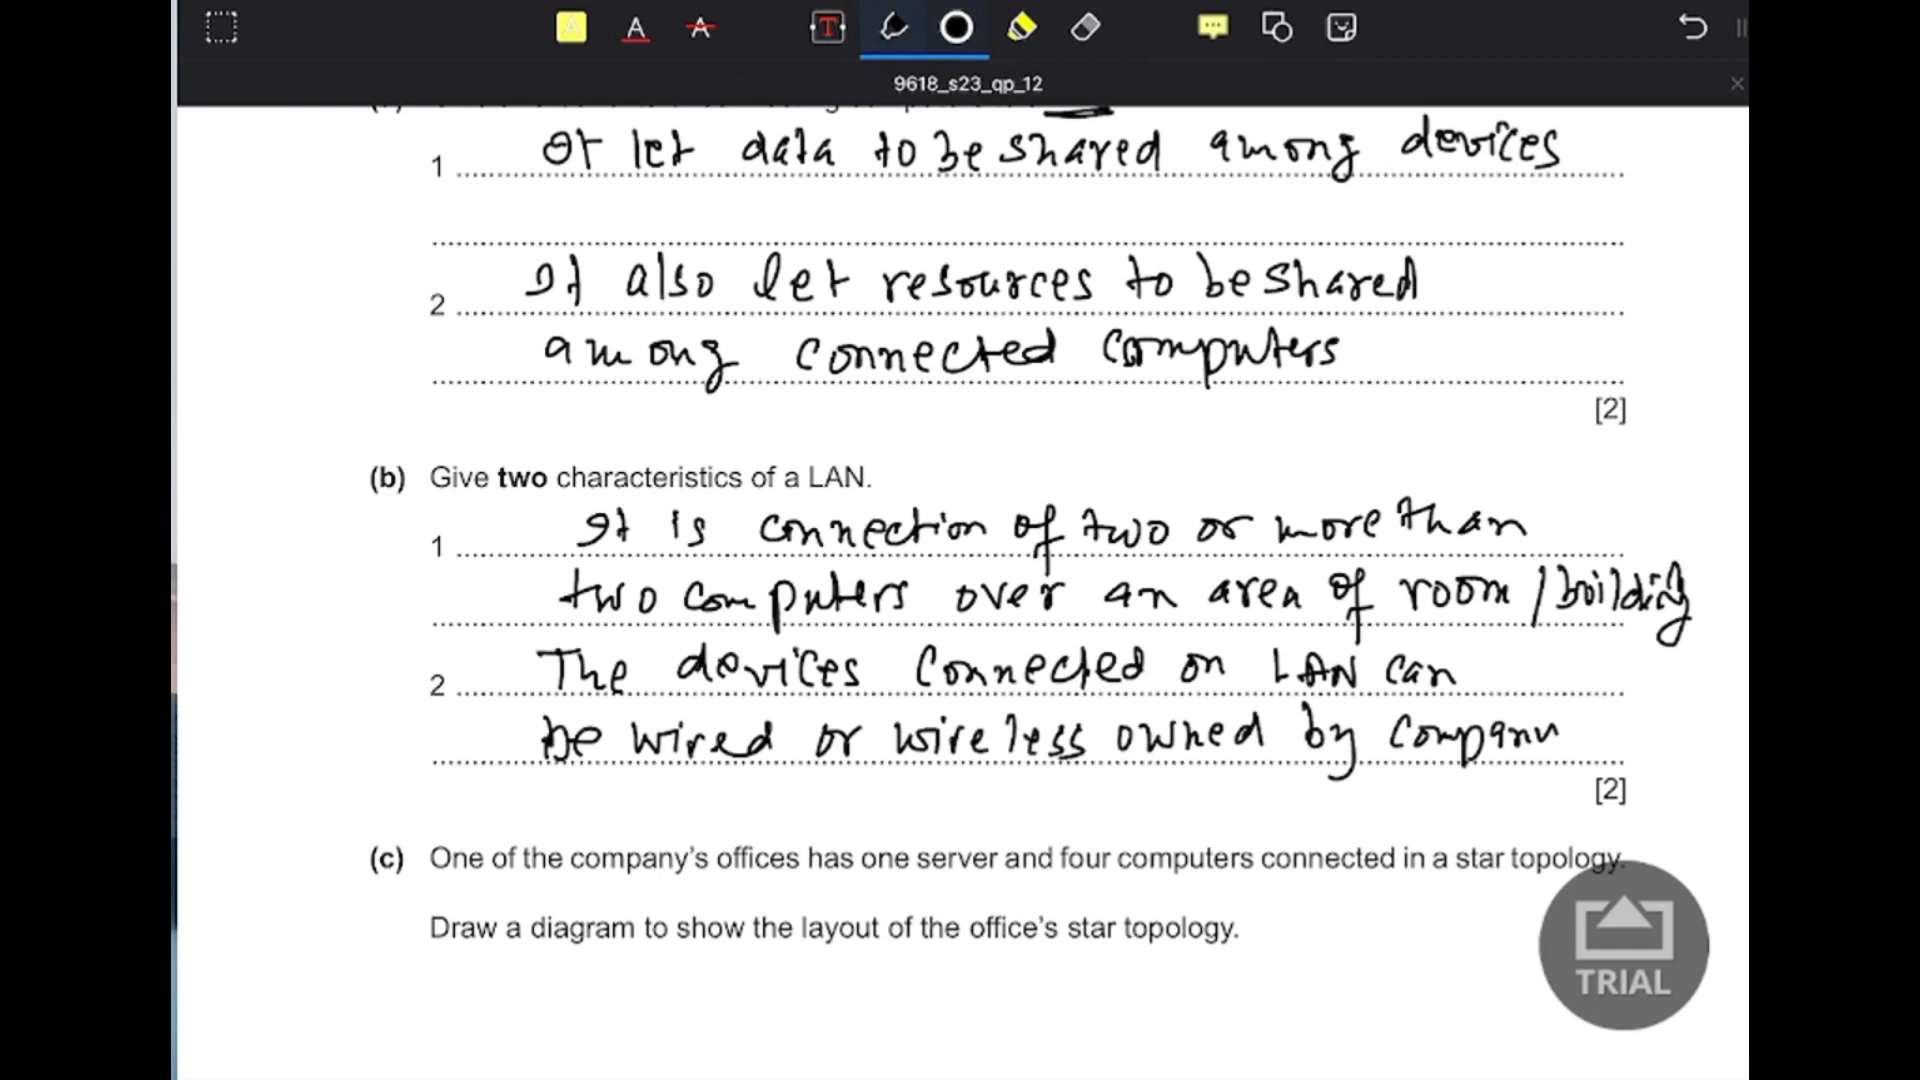 9618_s23_qp_12
1 It let data to be shared among devices
2 It also let resources to be shared
among connected computers
[2]
(b) Give two characteristics of a LAN.
1 It is connection of two or more than
two computers over an area of room / building
2 The devices connected on LAN can
be wired or wireless owned by company
[2]
(c) One of the company's offices has one server and four computers connected in a star topology.
Draw a diagram to show the layout of the office's star topology.
TRIAL